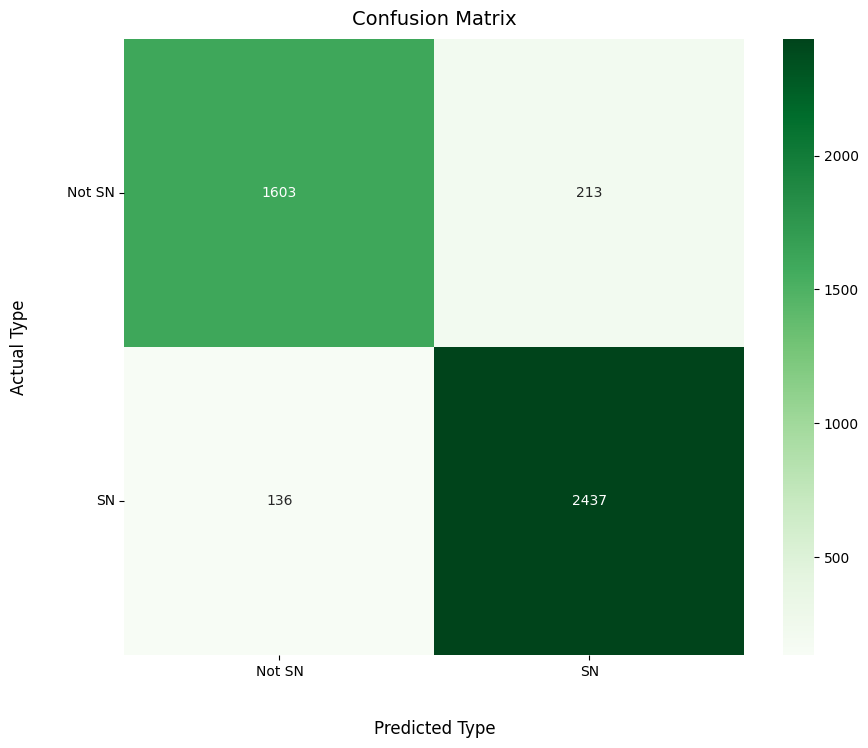 Confusion Matrix
Actual Type
Not SN
1603
213
SN
136
2437
Not SN
SN
Predicted Type
2000
1500
1000
500